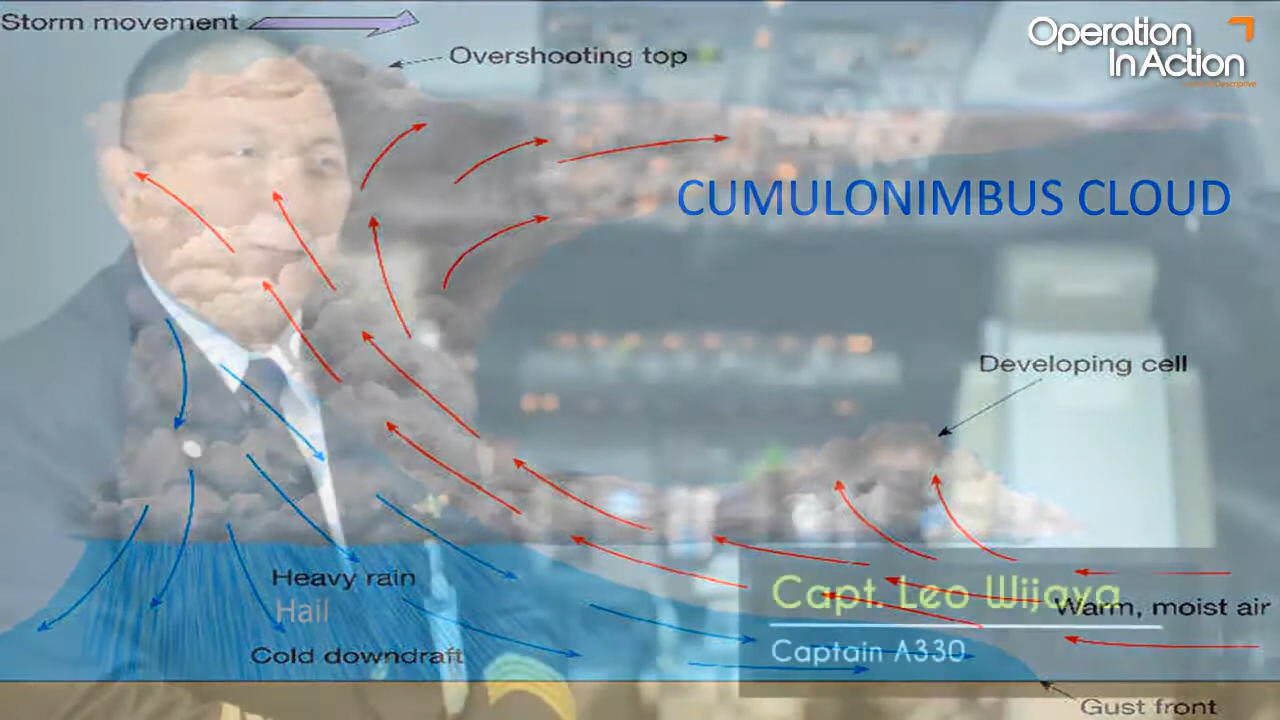 Storm movement
Overshooting top
Operation
In Action
CUMULONIMBUS CLOUD
Developing cell
Heavy rain
Hail
Capt. Leo Wijaya
Warm, moist air
Cold downdraft
Captain A330
Gust front